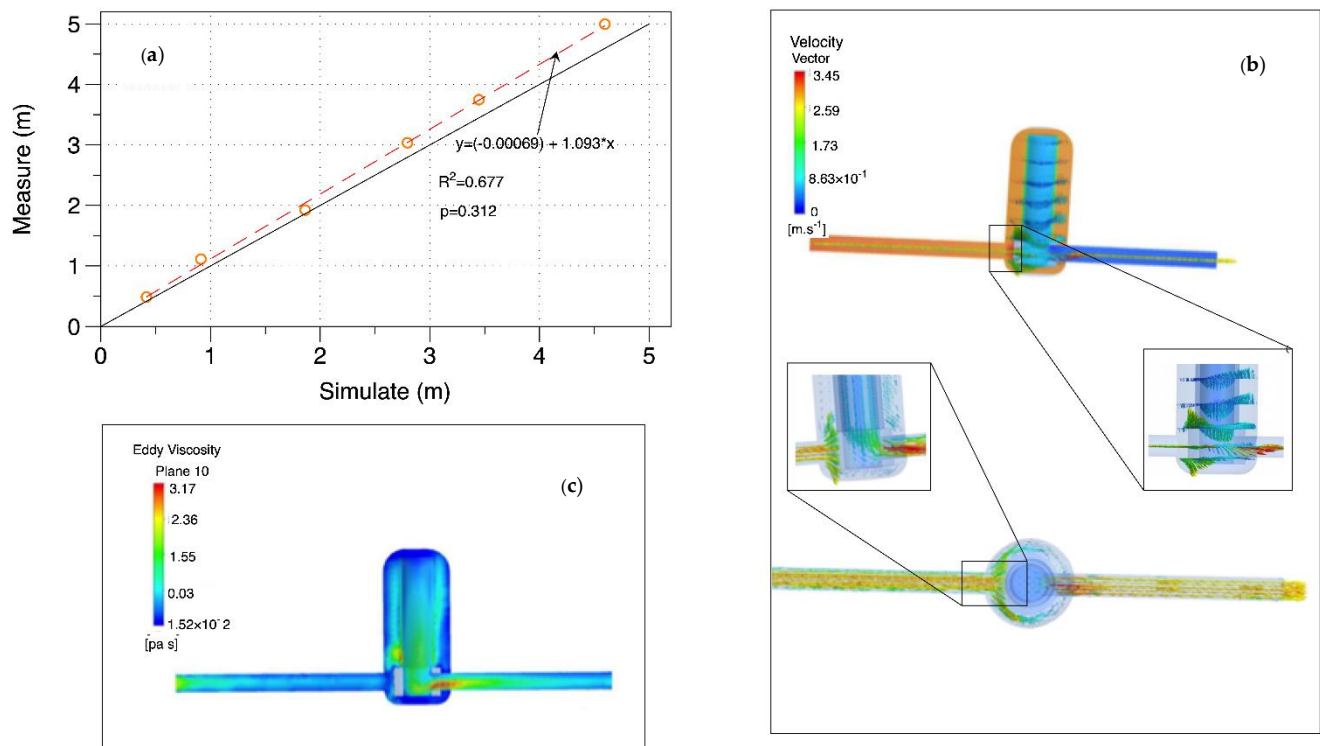 (a)
Measure (m)
5
4
3
2
1
0
y=(-0.00069) + 1.093*x
R²=0.677
p=0.312
0 1 2 3 4 5
Simulate (m)
Velocity
Vector
3.45
2.59
1.73
8.63×10⁻¹
0
[m.s⁻¹]
(b)
Eddy Viscosity
Plane 10
3.17
2.36
1.55
0.03
1.52×10⁻2
[pa s]
(c)